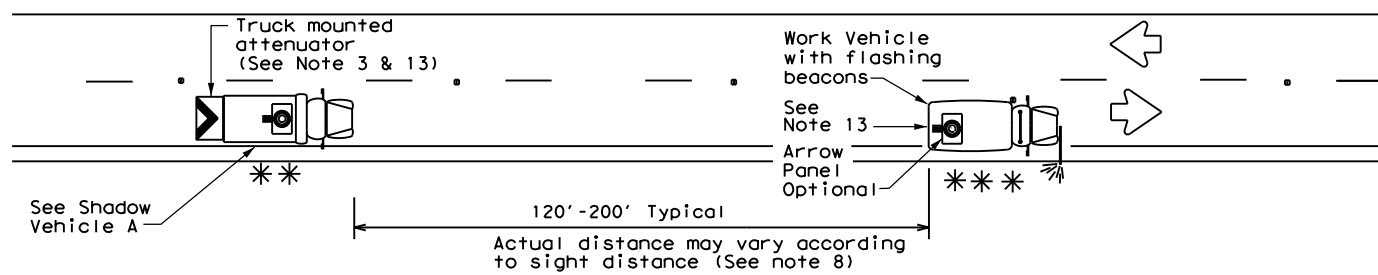 Truck mounted
attenuator
(See Note 3 & 13)
Work Vehicle
with flashing
beacons
See
Note 13
Arrow
Panel
Optional
See Shadow
Vehicle A
120'-200' Typical
Actual distance may vary according
to sight distance (See note 8)